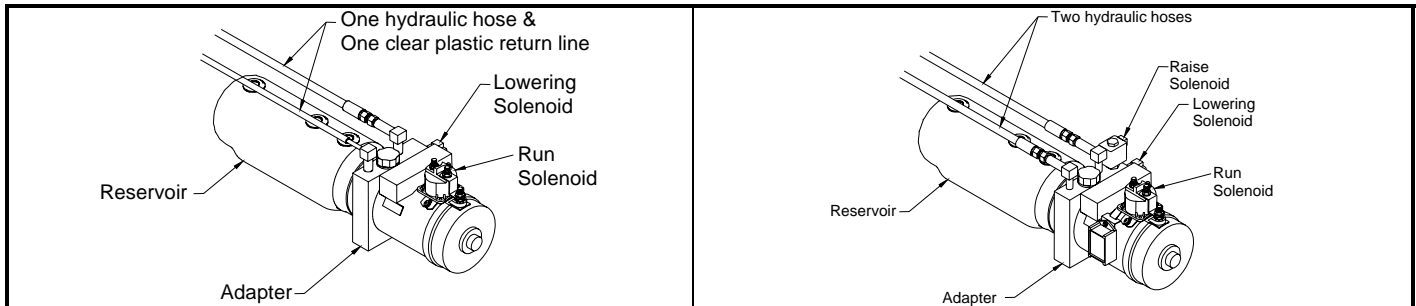 One hydraulic hose &
One clear plastic return line
Lowering
Solenoid
Run
Solenoid
Reservoir
Adapter
Two hydraulic hoses
Raise
Solenoid
Lowering
Solenoid
Run
Solenoid
Reservoir
Adapter